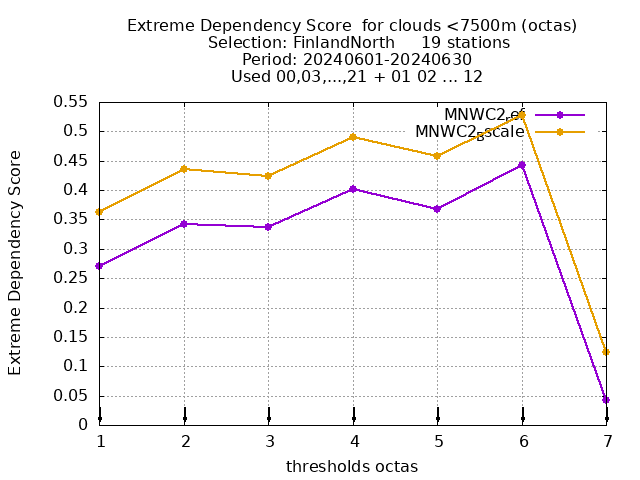 Extreme Dependency Score  for clouds <7500m (octas)
Selection: FinlandNorth     19 stations
Period: 20240601-20240630
Used 00,03,...,21 + 01 02 ... 12
MNWC2
MNWC2_Bscale
0.55
0.5
0.45
0.4
0.35
0.3
0.25
0.2
0.15
0.1
0.05
0
Extreme Dependency Score
1
2
3
4
5
6
7
thresholds octas